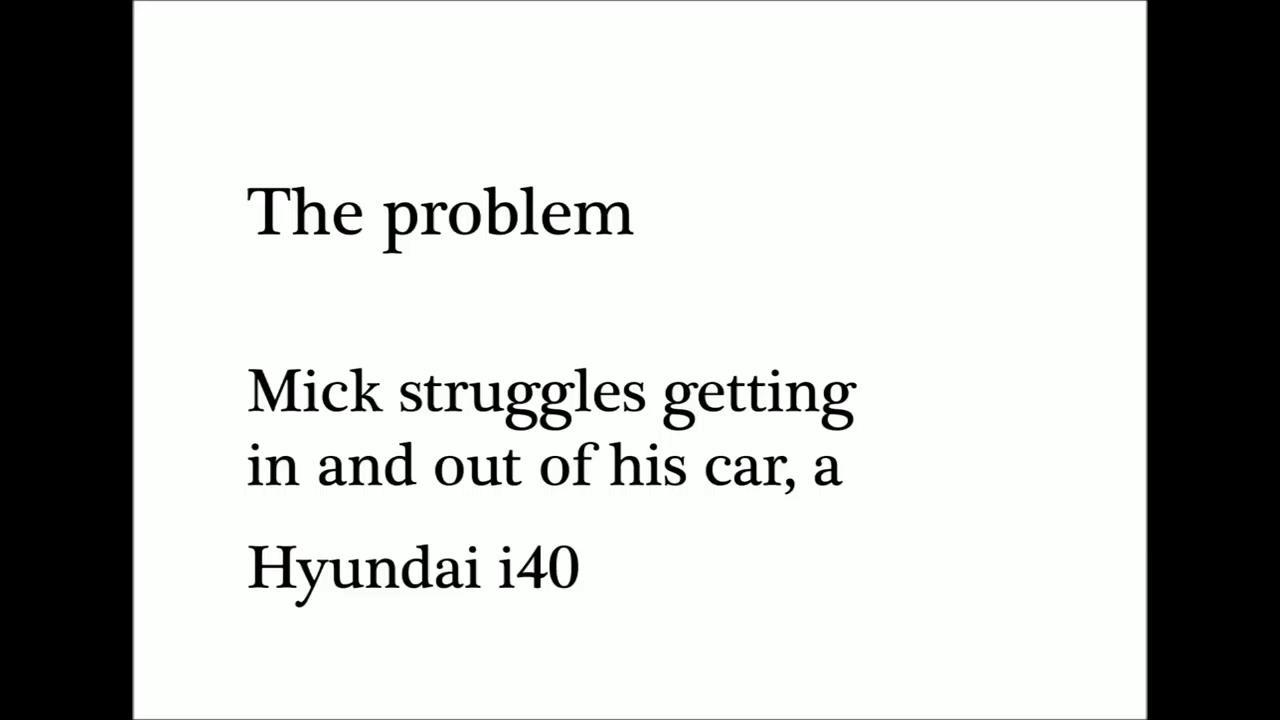 The problem
Mick struggles getting
in and out of his car, a
Hyundai i40